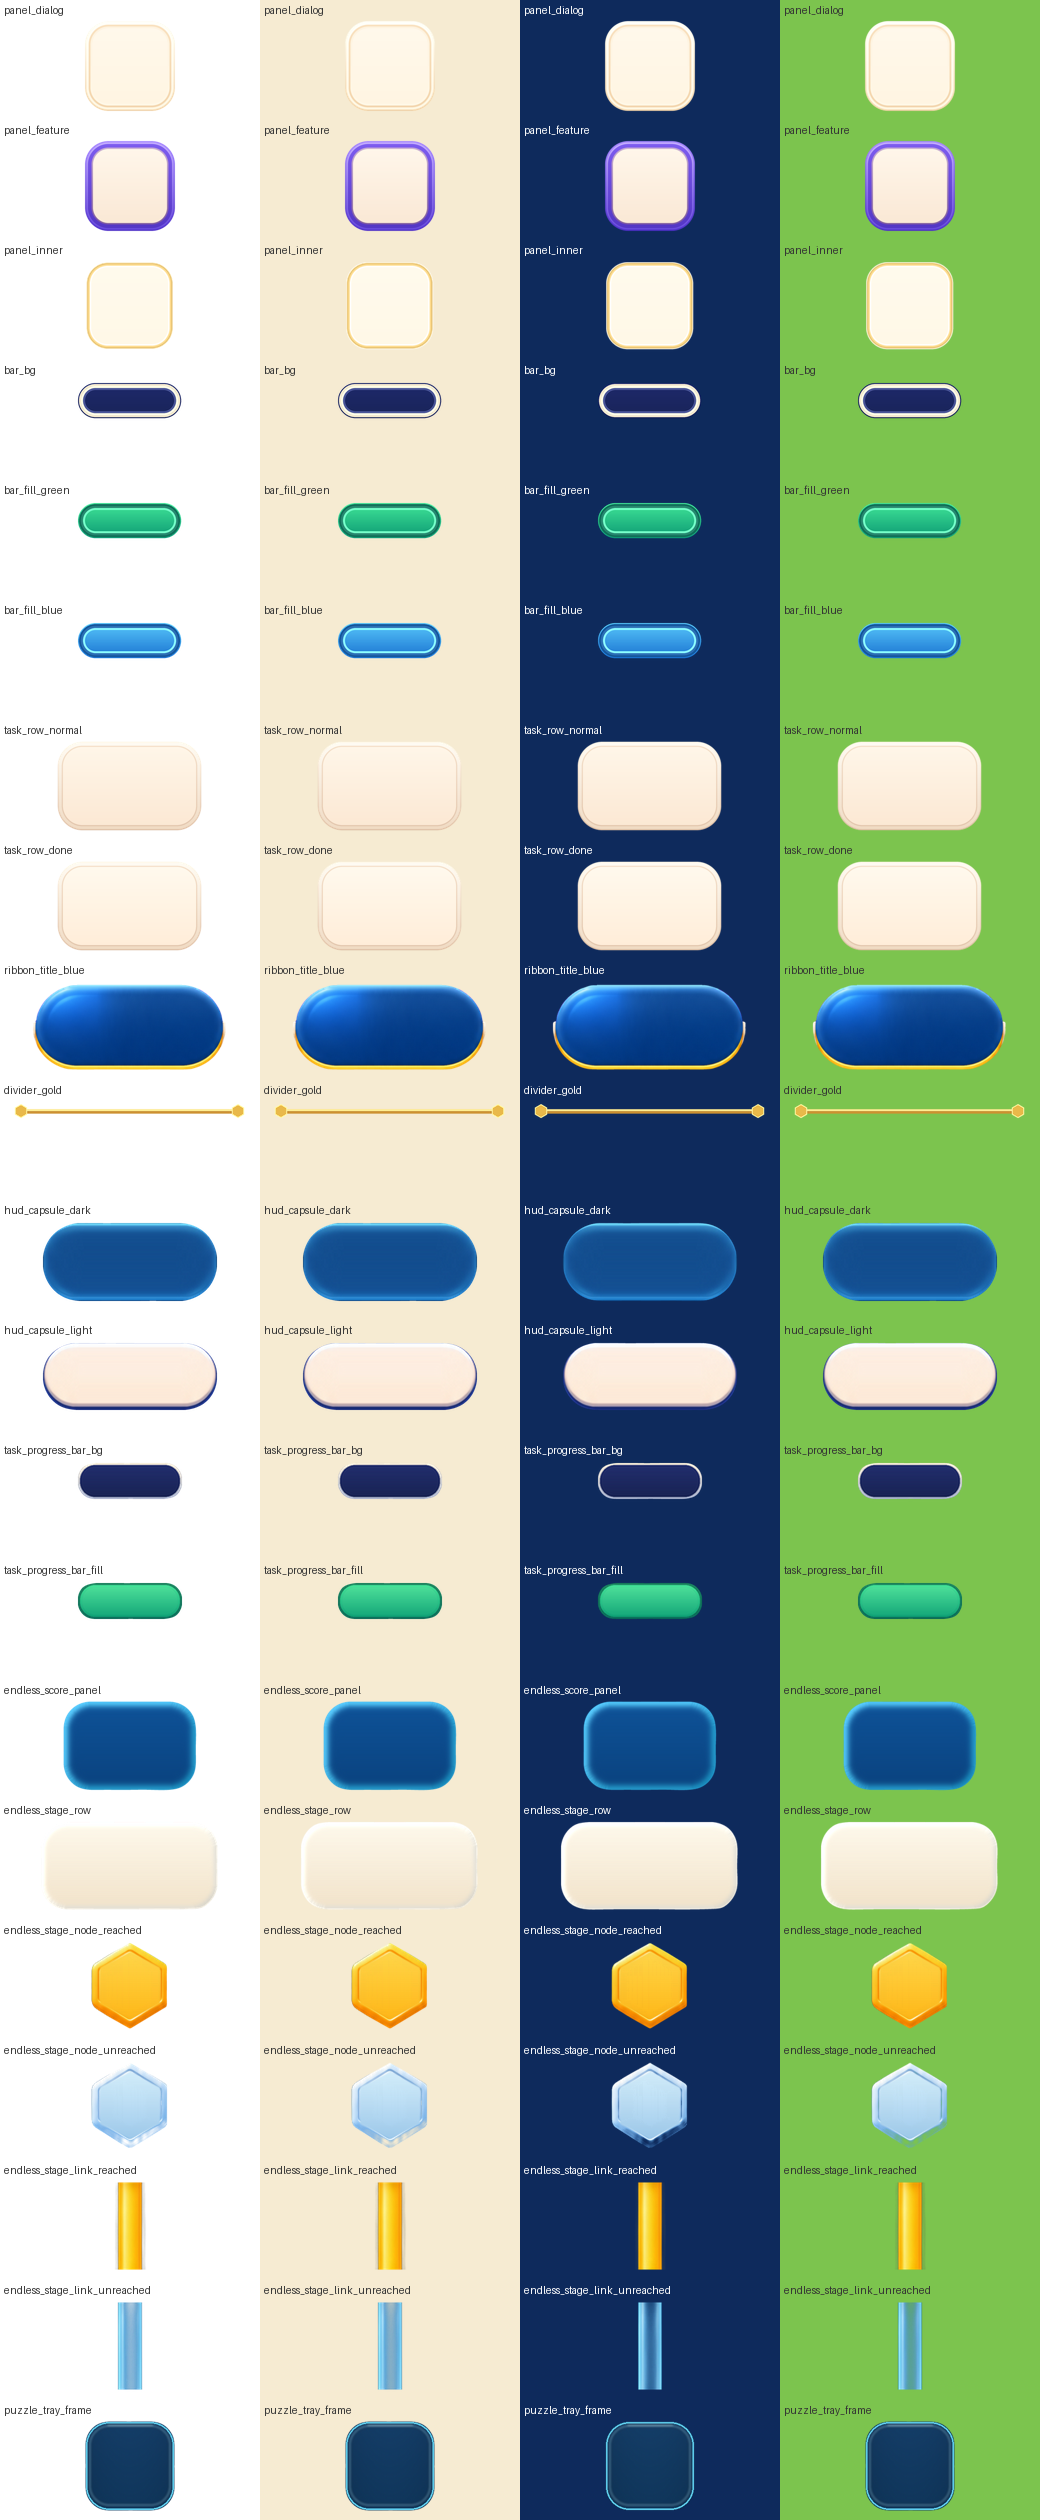 panel_dialog panel_dialog panel_dialog panel_dialog
panel_feature panel_feature panel_feature panel_feature
panel_inner panel_inner panel_inner panel_inner
bar_bg bar_bg bar_bg bar_bg
bar_fill_green bar_fill_green bar_fill_green bar_fill_green
bar_fill_blue bar_fill_blue bar_fill_blue bar_fill_blue
task_row_normal task_row_normal task_row_normal task_row_normal
task_row_done task_row_done task_row_done task_row_done
ribbon_title_blue ribbon_title_blue ribbon_title_blue ribbon_title_blue
divider_gold divider_gold divider_gold divider_gold
hud_capsule_dark hud_capsule_dark hud_capsule_dark hud_capsule_dark
hud_capsule_light hud_capsule_light hud_capsule_light hud_capsule_light
task_progress_bar_bg task_progress_bar_bg task_progress_bar_bg task_progress_bar_bg
task_progress_bar_fill task_progress_bar_fill task_progress_bar_fill task_progress_bar_fill
endless_score_panel endless_score_panel endless_score_panel endless_score_panel
endless_stage_row endless_stage_row endless_stage_row endless_stage_row
endless_stage_node_reached endless_stage_node_reached endless_stage_node_reached endless_stage_node_reached
endless_stage_node_unreached endless_stage_node_unreached endless_stage_node_unreached endless_stage_node_unreached
endless_stage_link_reached endless_stage_link_reached endless_stage_link_reached endless_stage_link_reached
endless_stage_link_unreached endless_stage_link_unreached endless_stage_link_unreached endless_stage_link_unreached
puzzle_tray_frame puzzle_tray_frame puzzle_tray_frame puzzle_tray_frame